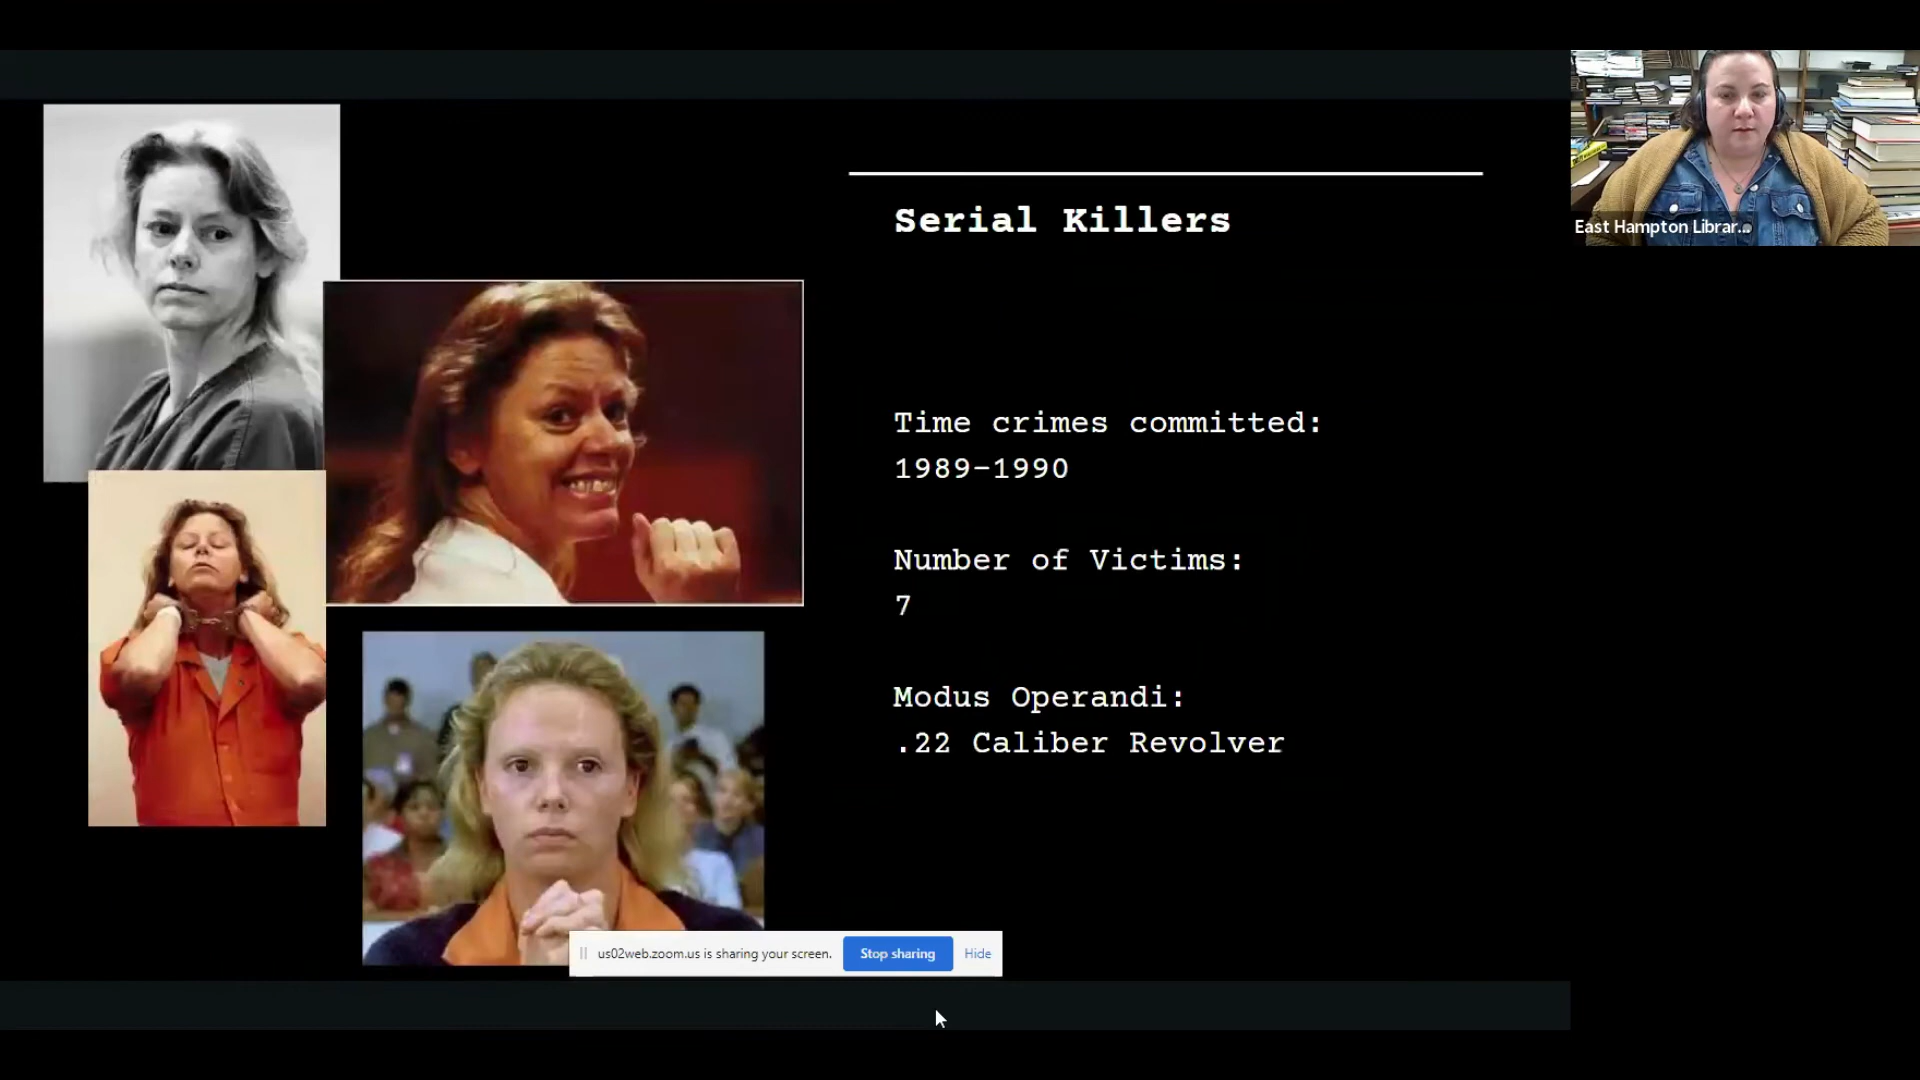 Serial Killers
Time crimes committed:
1989-1990
Number of Victims:
7
Modus Operandi:
.22 Caliber Revolver
East Hampton Librar...
us02web.zoom.us is sharing your screen.
Stop sharing
Hide